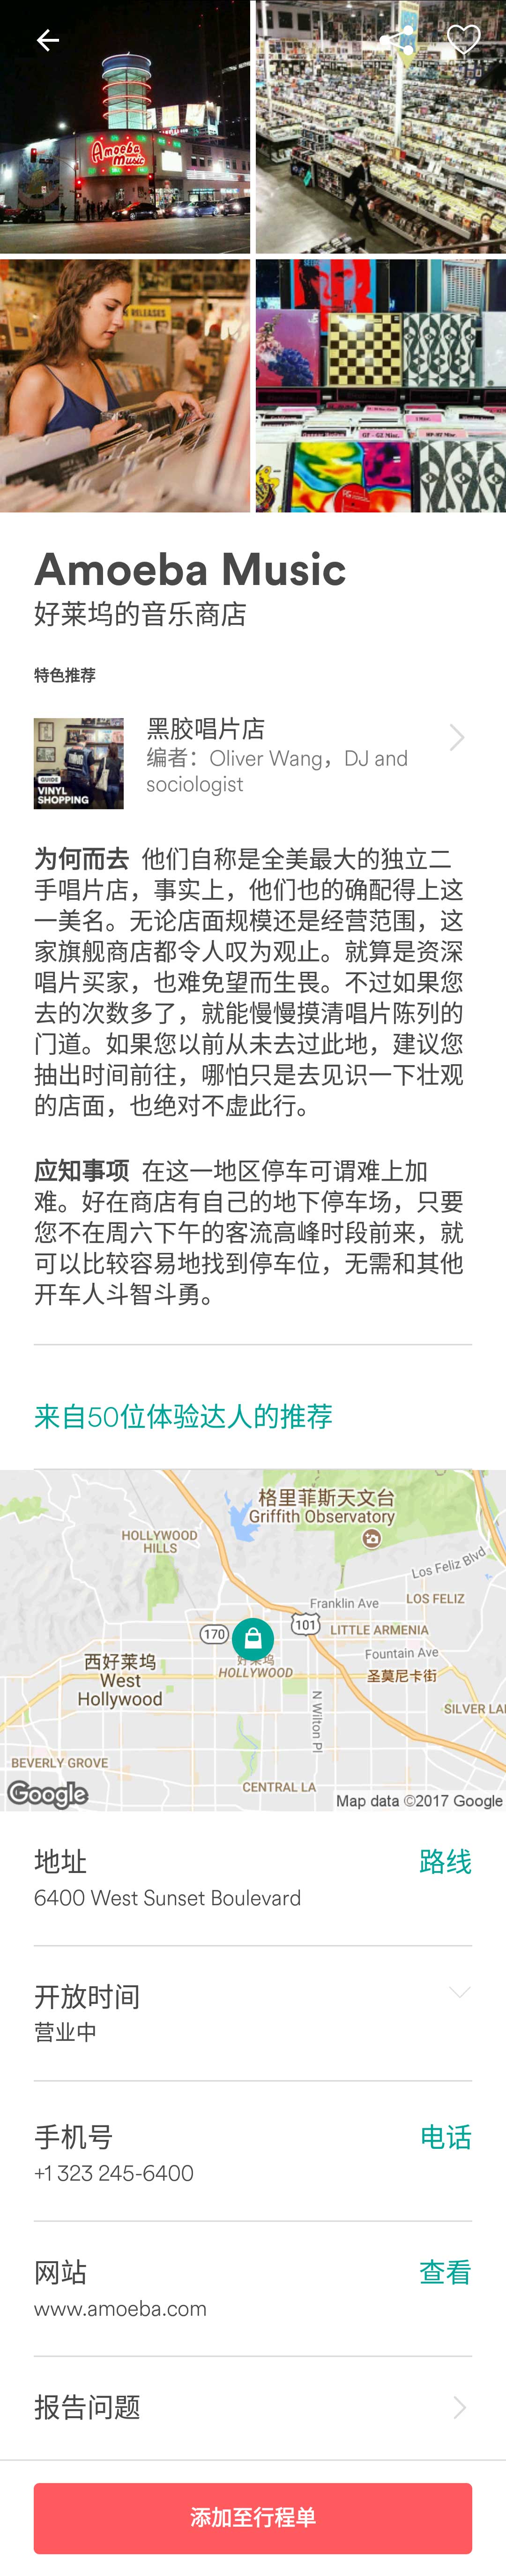 Amoeba Music
RELEASES
GF - GZ Misc.
Amoeba Music
好莱坞的音乐商店
特色推荐
GUIDE
VINYL
SHOPPING
黑胶唱片店
编者：Oliver Wang，DJ and
sociologist
为何而去 他们自称是全美最大的独立二
手唱片店，事实上，他们也的确配得上这
一美名。无论店面规模还是经营范围，这
家旗舰商店都令人叹为观止。就算是资深
唱片买家，也难免望而生畏。不过如果您
去的次数多了，就能慢慢摸清唱片陈列的
门道。如果您以前从未去过此地，建议您
抽出时间前往，哪怕只是去见识一下壮观
的店面，也绝对不虚此行。
应知事项 在这一地区停车可谓难上加
难。好在商店有自己的地下停车场，只要
您不在周六下午的客流高峰时段前来，就
可以比较容易地找到停车位，无需和其他
开车人斗智斗勇。
来自50位体验达人的推荐
格里菲斯天文台
Griffith Observatory
HOLLYWOOD
HILLS
Los Feliz Blvd
LOS FELIZ
Franklin Ave
101
170
LITTLE ARMENIA
好莱坞
HOLLYWOOD
Fountain Ave
西好莱坞
West
Hollywood
圣莫尼卡街
N Wilton Pl
SILVER LA
BEVERLY GROVE
CENTRAL LA
Google
Map data ©2017 Google
地址
路线
6400 West Sunset Boulevard
开放时间
营业中
手机号
电话
+1 323 245-6400
网站
查看
www.amoeba.com
报告问题
添加至行程单